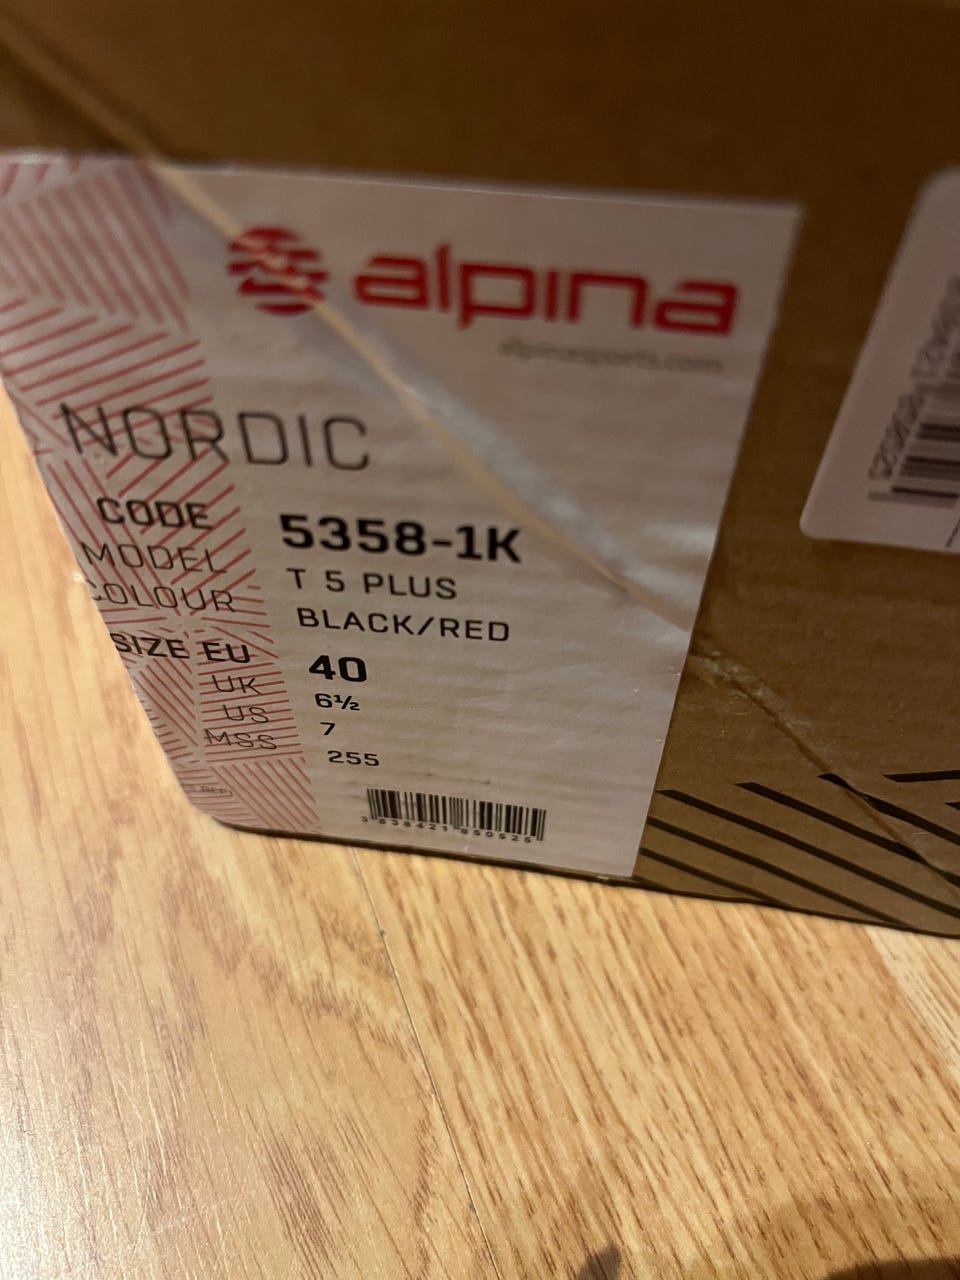 alpina
alpinasports.com
NORDIC
CODE 5358-1K
MODEL T 5 PLUS
COLOUR BLACK/RED
SIZE EU 40
UK 6½
US 7
MSS 255